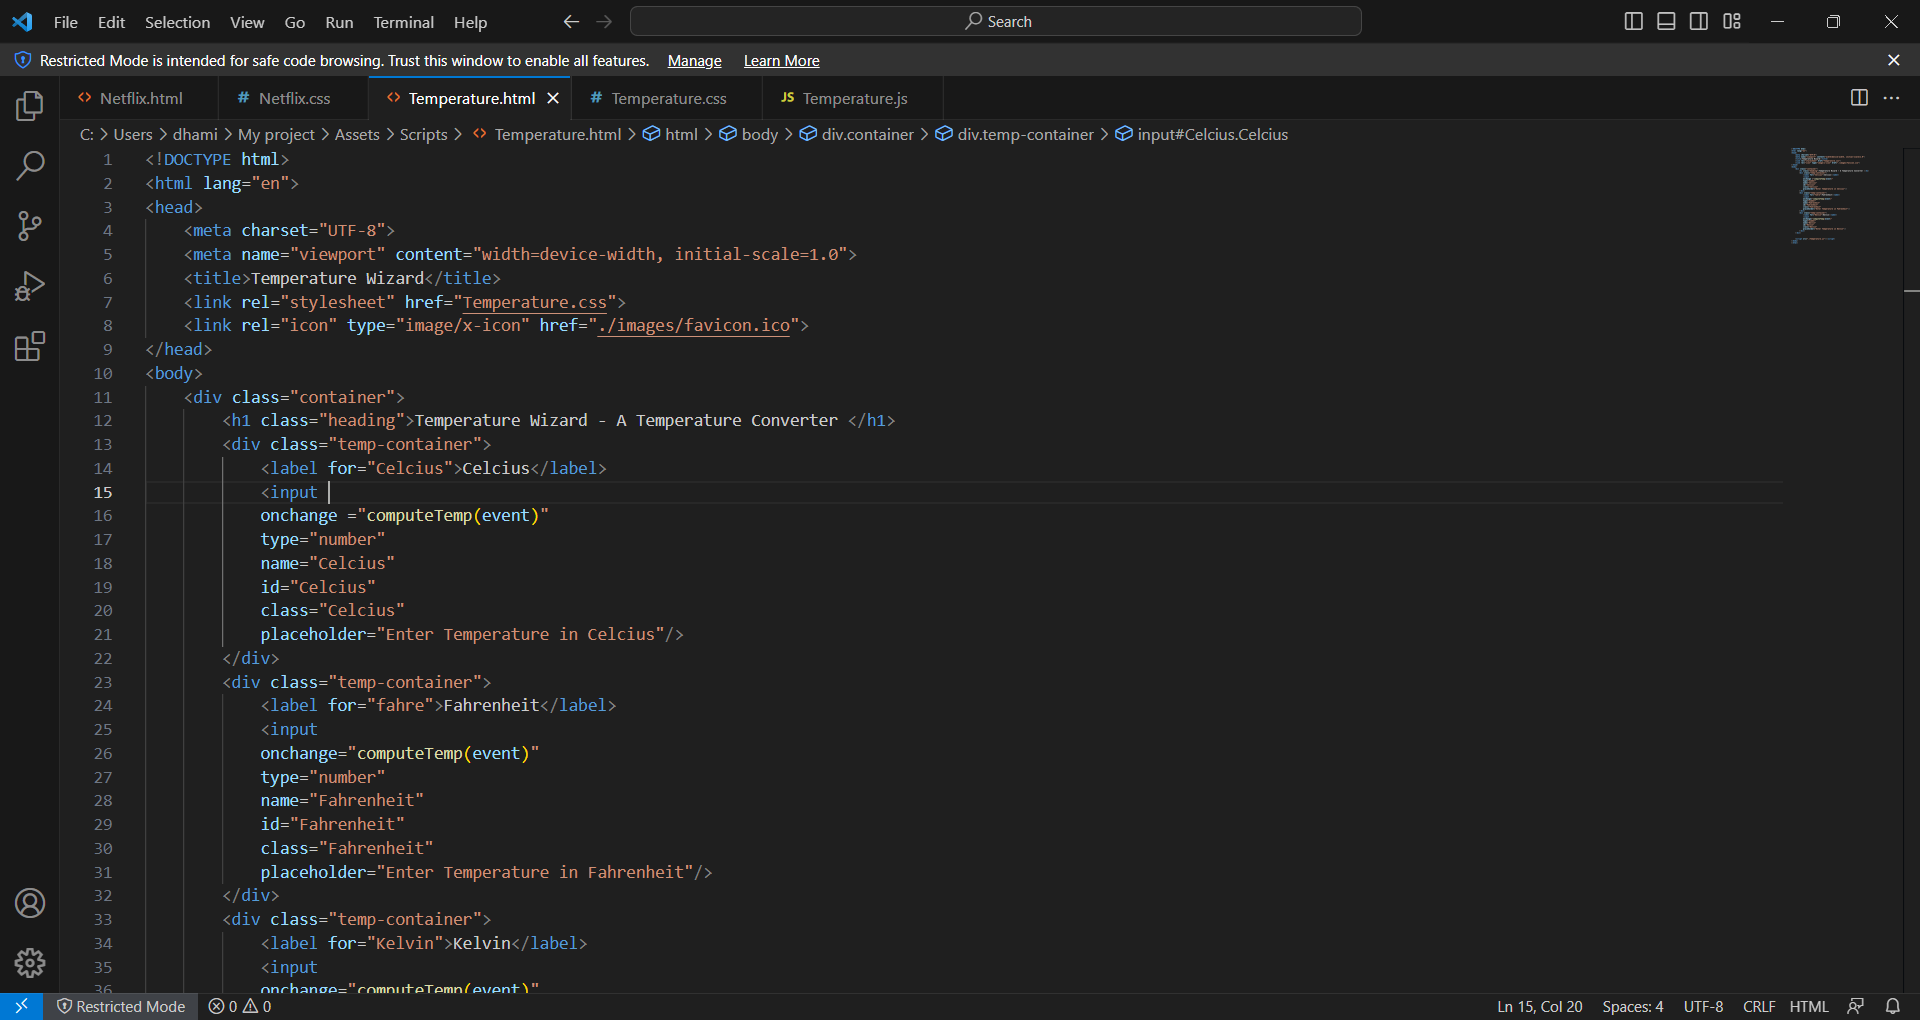 File Edit Selection View Go Run Terminal Help Search
Restricted Mode is intended for safe code browsing. Trust this window to enable all features. Manage Learn More
<> Netflix.html # Netflix.css <> Temperature.html # Temperature.css JS Temperature.js
C: > Users > dhami > My project > Assets > Scripts > <> Temperature.html > html > body > div.container > div.temp-container > input#Celcius.Celcius
1 <!DOCTYPE html>
2 <html lang="en">
3 <head>
4 <meta charset="UTF-8">
5 <meta name="viewport" content="width=device-width, initial-scale=1.0">
6 <title>Temperature Wizard</title>
7 <link rel="stylesheet" href="Temperature.css">
8 <link rel="icon" type="image/x-icon" href="./images/favicon.ico">
9 </head>
10 <body>
11 <div class="container">
12 <h1 class="heading">Temperature Wizard - A Temperature Converter </h1>
13 <div class="temp-container">
14 <label for="Celcius">Celcius</label>
15 <input
16 onchange ="computeTemp(event)"
17 type="number"
18 name="Celcius"
19 id="Celcius"
20 class="Celcius"
21 placeholder="Enter Temperature in Celcius"/>
22 </div>
23 <div class="temp-container">
24 <label for="fahre">Fahrenheit</label>
25 <input
26 onchange="computeTemp(event)"
27 type="number"
28 name="Fahrenheit"
29 id="Fahrenheit"
30 class="Fahrenheit"
31 placeholder="Enter Temperature in Fahrenheit"/>
32 </div>
33 <div class="temp-container">
34 <label for="Kelvin">Kelvin</label>
35 <input
36 onchange="computeTemp(event)"
Restricted Mode 0 0 Ln 15, Col 20 Spaces: 4 UTF-8 CRLF HTML